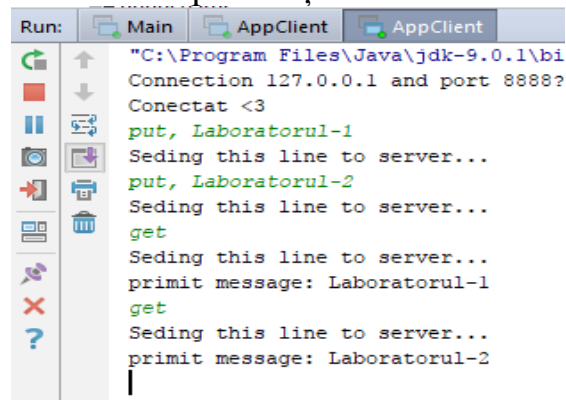 Run: Main AppClient AppClient
"C:\Program Files\Java\jdk-9.0.1\bi
Connection 127.0.0.1 and port 8888?
Conectat <3
put, Laboratorul-1
Seding this line to server...
put, Laboratorul-2
Seding this line to server...
get
Seding this line to server...
primit message: Laboratorul-1
get
Seding this line to server...
primit message: Laboratorul-2